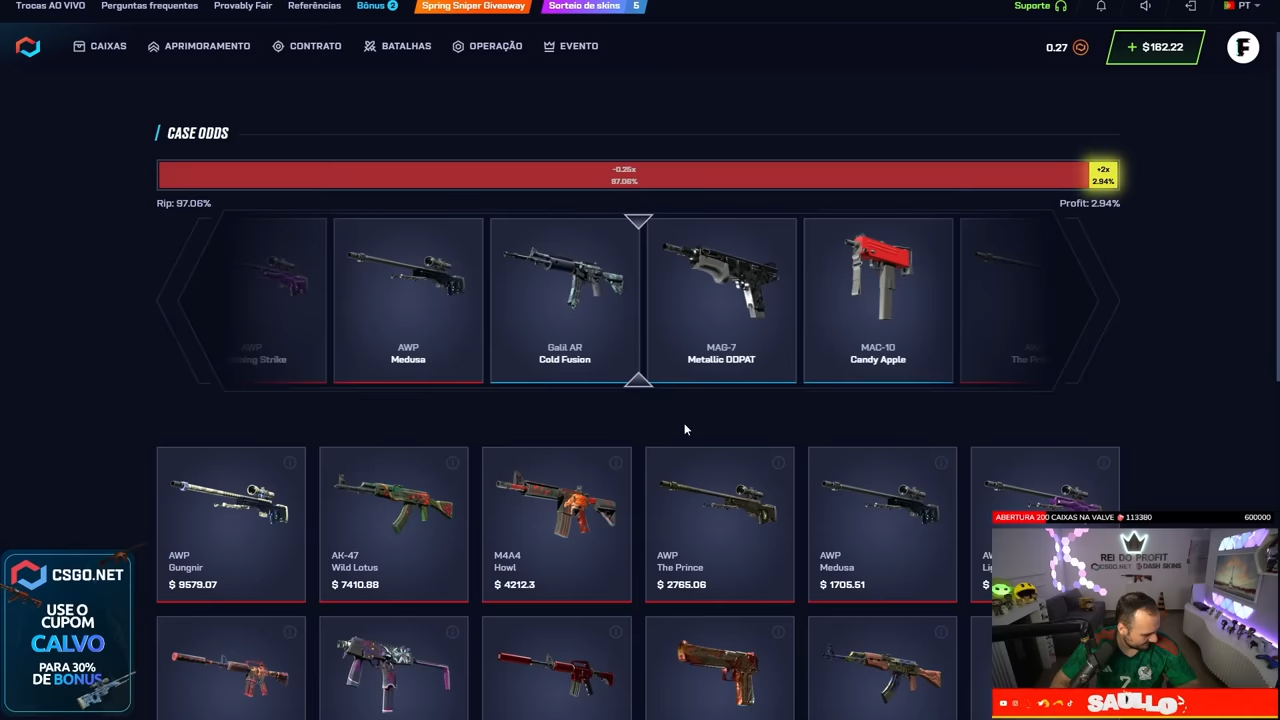 Trocas AO VIVO Perguntas frequentes Provably Fair Referências Bônus 2 Spring Sniper Giveaway Sorteio de skins 5 Suporte PT
CAIXAS APRIMORAMENTO CONTRATO BATALHAS OPERAÇÃO EVENTO 0.27 + $162.22 F
CASE ODDS
-0.25x +2x
97.06% 2.94%
Rip: 97.06% Profit: 2.94%
AWP Galil AR MAG-7 MAC-10
Strike Medusa Cold Fusion Metallic DDPAT Candy Apple
AWP AK-47 M4A4 AWP AWP
Gungnir Wild Lotus Howl The Prince Medusa
$ 9579.07 $ 7410.88 $ 4212.3 $ 2765.06 $ 1705.51
CSGO.NET
USE O
CUPOM
CALVO
PARA 30%
DE BONUS
ABERTURA 200 CAIXAS NA VALVE 113380 600000
REI DO PROFIT
CSGO.NET DASH SKINS
SAULLO